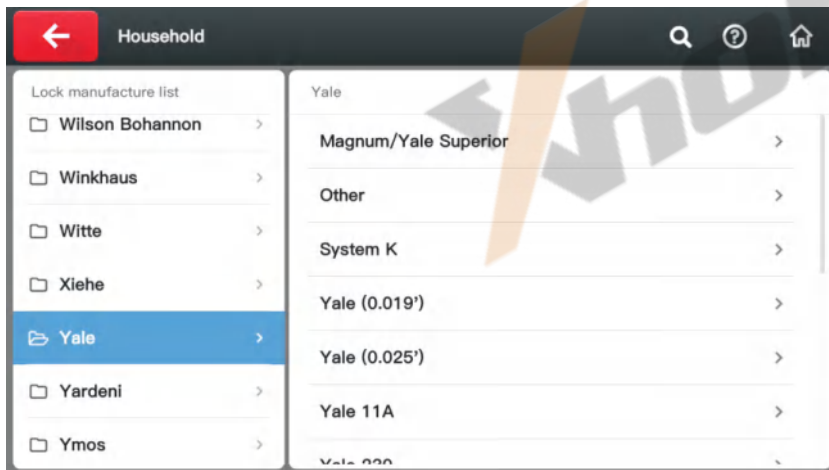 Household
Lock manufacture list
Wilson Bohannon
Winkhaus
Witte
Xiehe
Yale
Yardeni
Ymos
Yale
Magnum/Yale Superior
Other
System K
Yale (0.019’)
Yale (0.025’)
Yale 11A